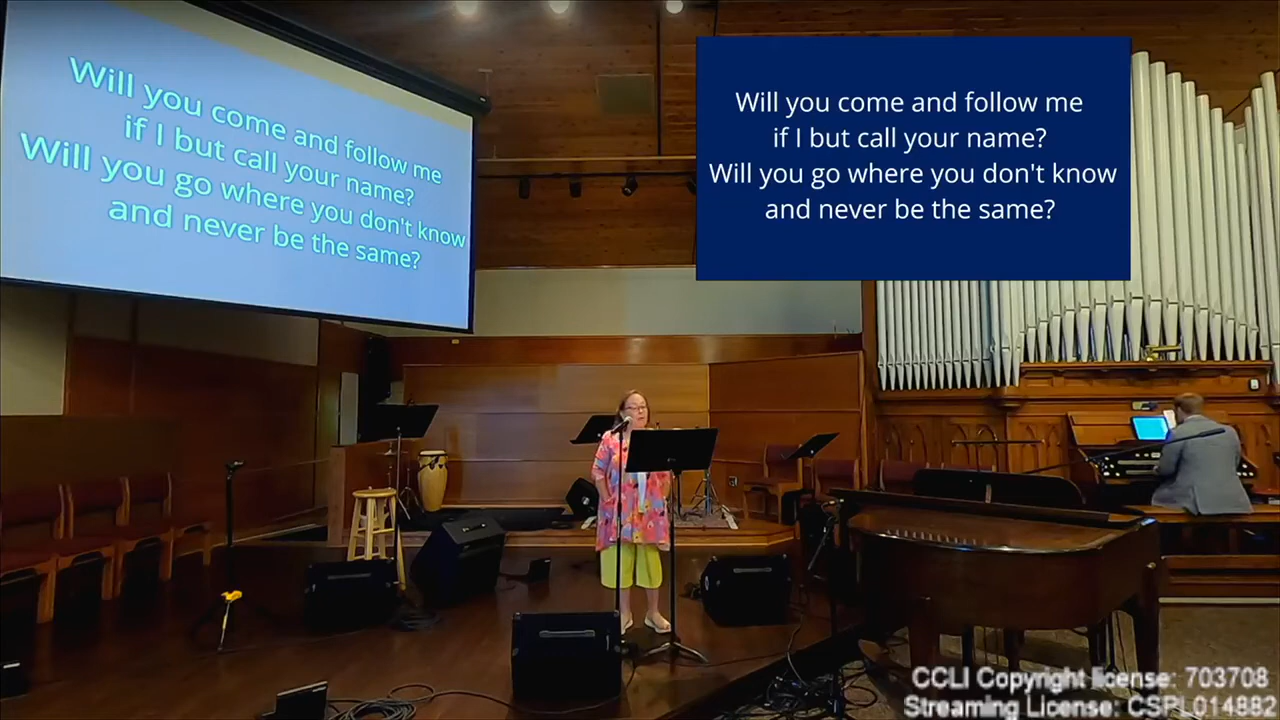 Will you come and follow me
if I but call your name?
Will you go where you don't know
and never be the same?
Will you come and follow me
if I but call your name?
Will you go where you don't know
and never be the same?
CCLI Copyright license: 703708
Streaming License: CSPL014882